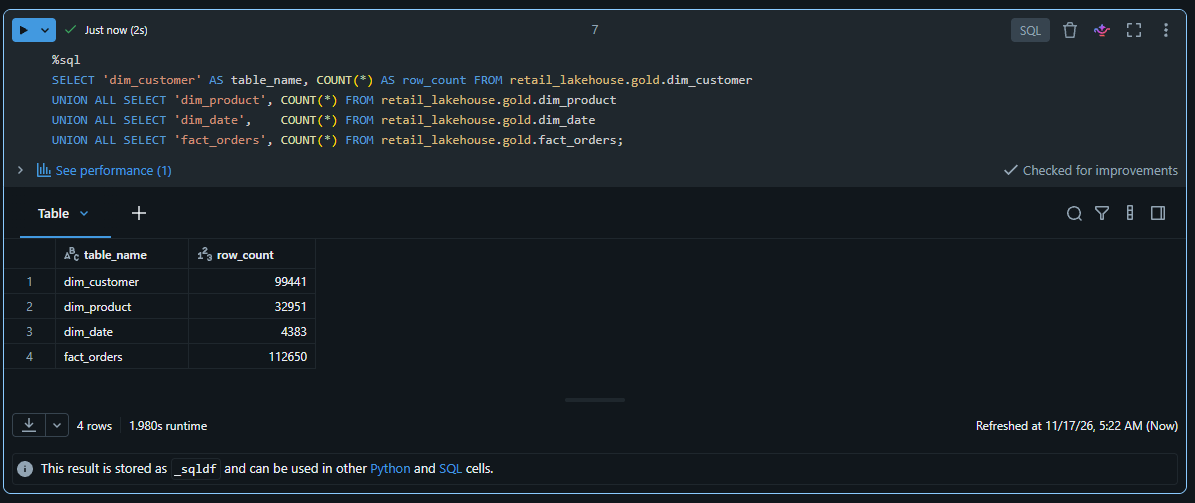 Just now (2s)
7
SQL
%sql
SELECT 'dim_customer' AS table_name, COUNT(*) AS row_count FROM retail_lakehouse.gold.dim_customer
UNION ALL SELECT 'dim_product', COUNT(*) FROM retail_lakehouse.gold.dim_product
UNION ALL SELECT 'dim_date',    COUNT(*) FROM retail_lakehouse.gold.dim_date
UNION ALL SELECT 'fact_orders', COUNT(*) FROM retail_lakehouse.gold.fact_orders;
See performance (1)
Checked for improvements
Table
ABC table_name 123 row_count
1 dim_customer 99441
2 dim_product 32951
3 dim_date 4383
4 fact_orders 112650
4 rows 1.980s runtime
Refreshed at 11/17/26, 5:22 AM (Now)
This result is stored as _sqldf and can be used in other Python and SQL cells.